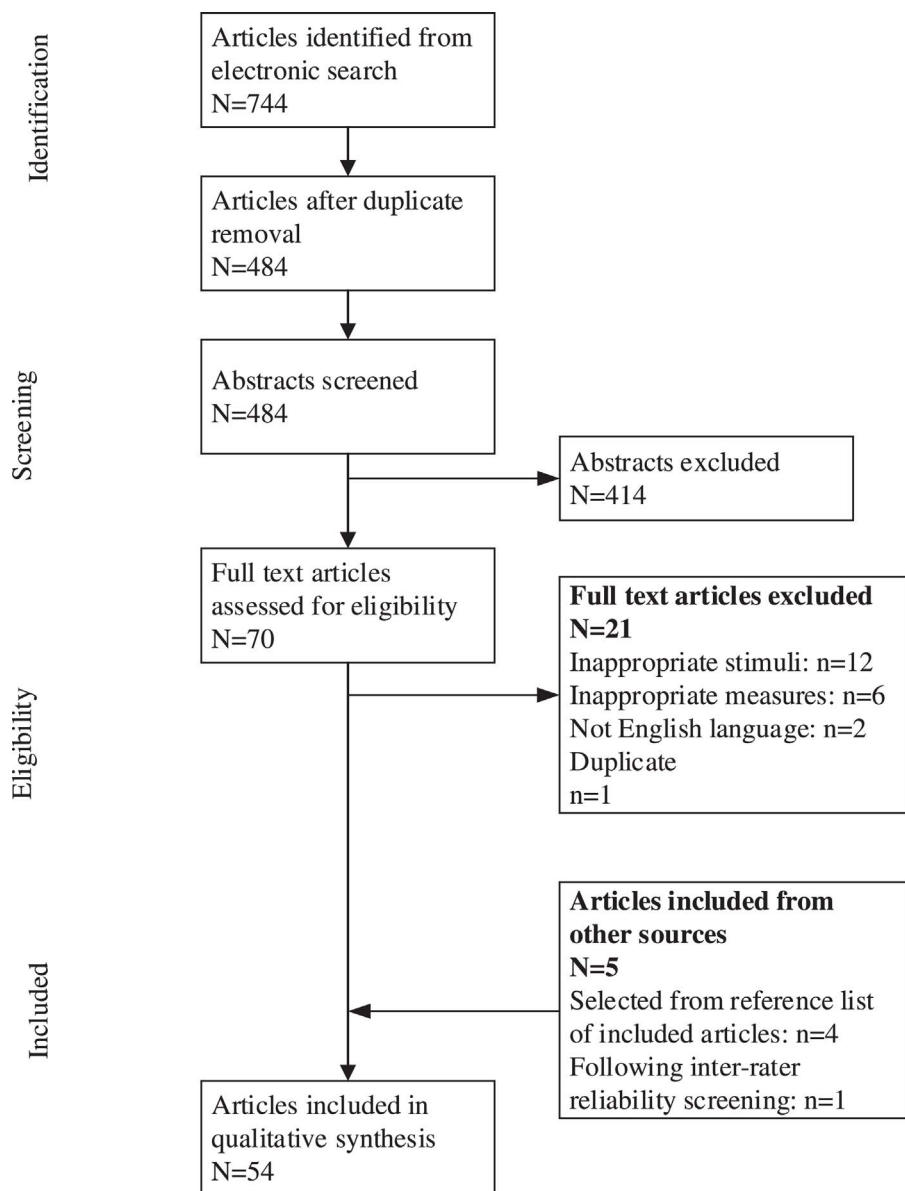 Identification
Articles identified from
electronic search
N=744
Articles after duplicate
removal
N=484
Screening
Abstracts screened
N=484
Abstracts excluded
N=414
Eligibility
Full text articles
assessed for eligibility
N=70
Full text articles excluded
N=21
Inappropriate stimuli: n=12
Inappropriate measures: n=6
Not English language: n=2
Duplicate
n=1
Included
Articles included from
other sources
N=5
Selected from reference list
of included articles: n=4
Following inter-rater
reliability screening: n=1
Articles included in
qualitative synthesis
N=54